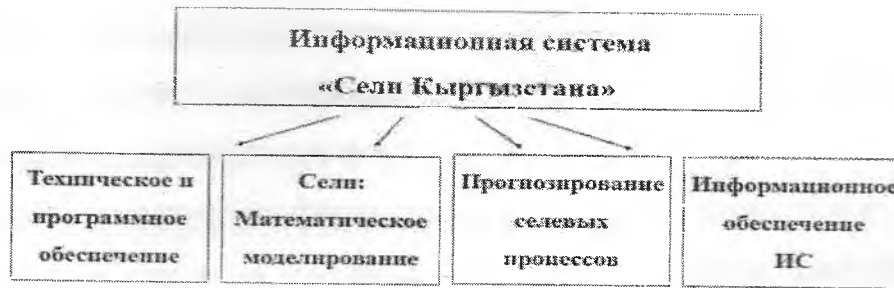 Информационная система
«Сели Кыргызстана»
Техническое и
программное
обеспечение
Сели:
Математическое
моделирование
Прогнозирование
селевых
процессов
Информационное
обеспечение
ИС